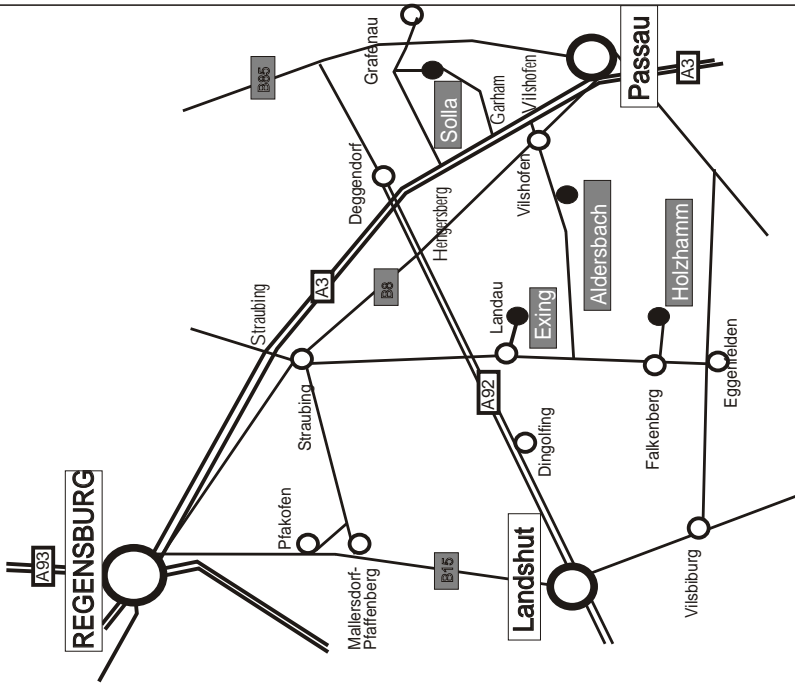 A93
REGENSBURG
Pfakofen
Mallersdorf-
Pfaffenberg
B15
Landshut
Vilsbiburg
Straubing
Straubing
A3
B8
A92
Dingolfing
Landau
Exing
Falkenberg
Holzhamm
Eggenfelden
Deggendorf
Hengersberg
B85
Grafenau
Solla
Garham
Vilshofen
Vilshofen
Aldersbach
Passau
A3